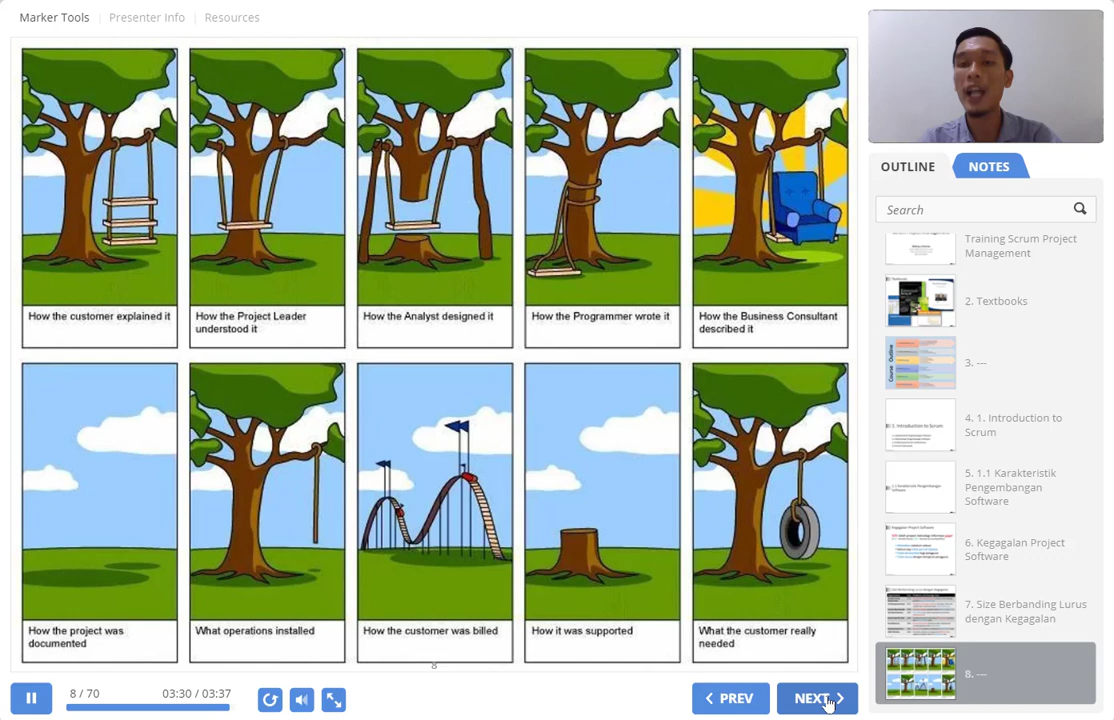 Marker Tools
Presenter Info
Resources
How the customer explained it
How the Project Leader
understood it
How the Analyst designed it
How the Programmer wrote it
How the Business Consultant
described it
How the project was
documented
What operations installed
How the customer was billed
How it was supported
What the customer really
needed
8
8 / 70
03:30 / 03:37
PREV
NEXT
OUTLINE
NOTES
Search
Training Scrum Project
Management
2. Textbooks
3. ---
4. 1. Introduction to
Scrum
5. 1.1 Karakteristik
Pengembangan
Software
6. Kegagalan Project
Software
7. Size Berbanding Lurus
dengan Kegagalan
8. ---